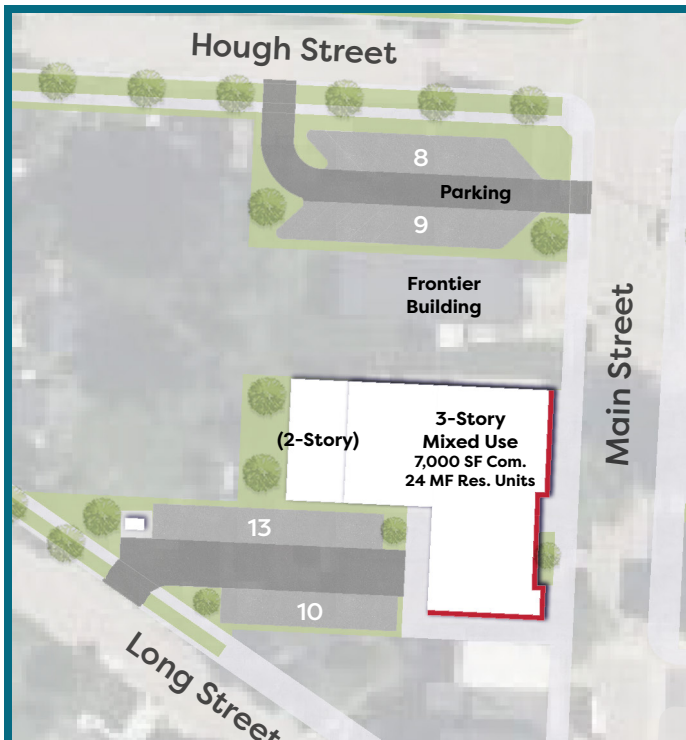 Hough Street
8
Parking
9
Frontier
Building
Main Street
3-Story
Mixed Use
7,000 SF Com.
24 MF Res. Units
(2-Story)
13
10
Long Street